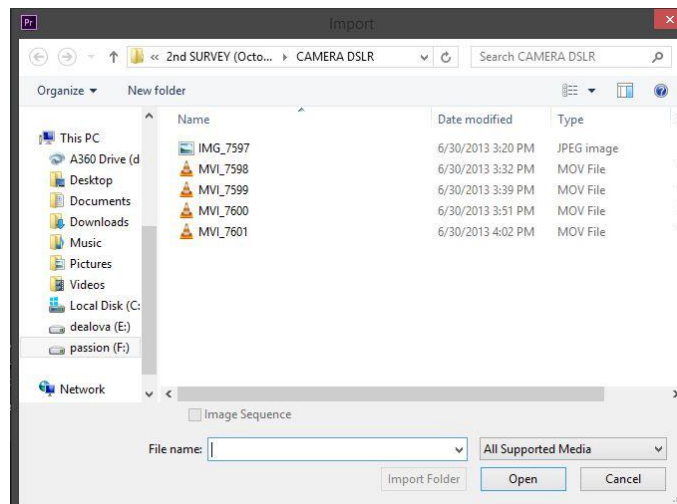 Pr Import
« 2nd SURVEY (Octo... CAMERA DSLR Search CAMERA DSLR
Organize New folder
Name Date modified Type
This PC
A360 Drive (d
Desktop
Documents
Downloads
Music
Pictures
Videos
Local Disk (C:
dealova (E:)
passion (F:)
Network
IMG_7597 6/30/2013 3:20 PM JPEG image
MVI_7598 6/30/2013 3:32 PM MOV File
MVI_7599 6/30/2013 3:39 PM MOV File
MVI_7600 6/30/2013 3:51 PM MOV File
MVI_7601 6/30/2013 4:02 PM MOV File
Image Sequence
File name: All Supported Media
Import Folder Open Cancel